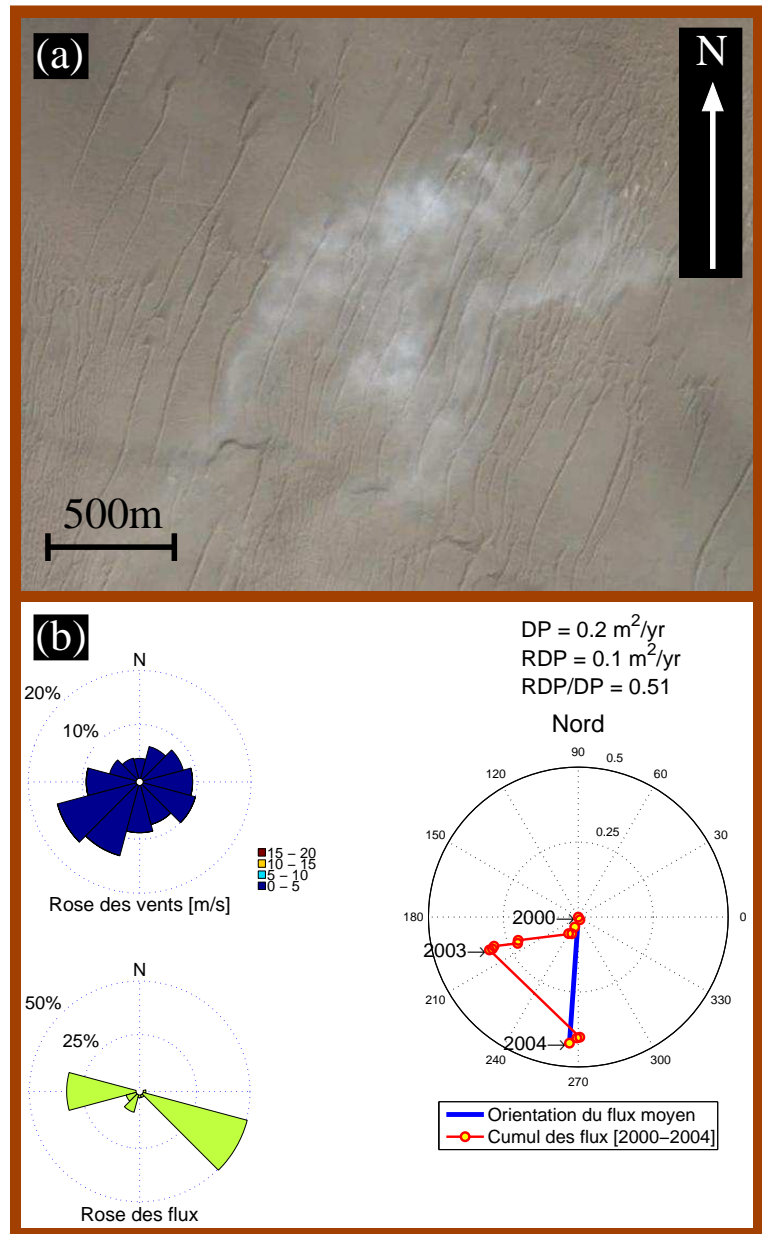 (a)
N
500m
(b)
N
20%
10%
15 – 20
10 – 15
5 – 10
0 – 5
Rose des vents [m/s]
N
50%
25%
Rose des flux
DP = 0.2 m²/yr
RDP = 0.1 m²/yr
RDP/DP = 0.51
Nord
90
0.5
120
60
0.25
150
30
2000
180
0
2003
210
330
2004
240
300
270
Orientation du flux moyen
Cumul des flux [2000–2004]